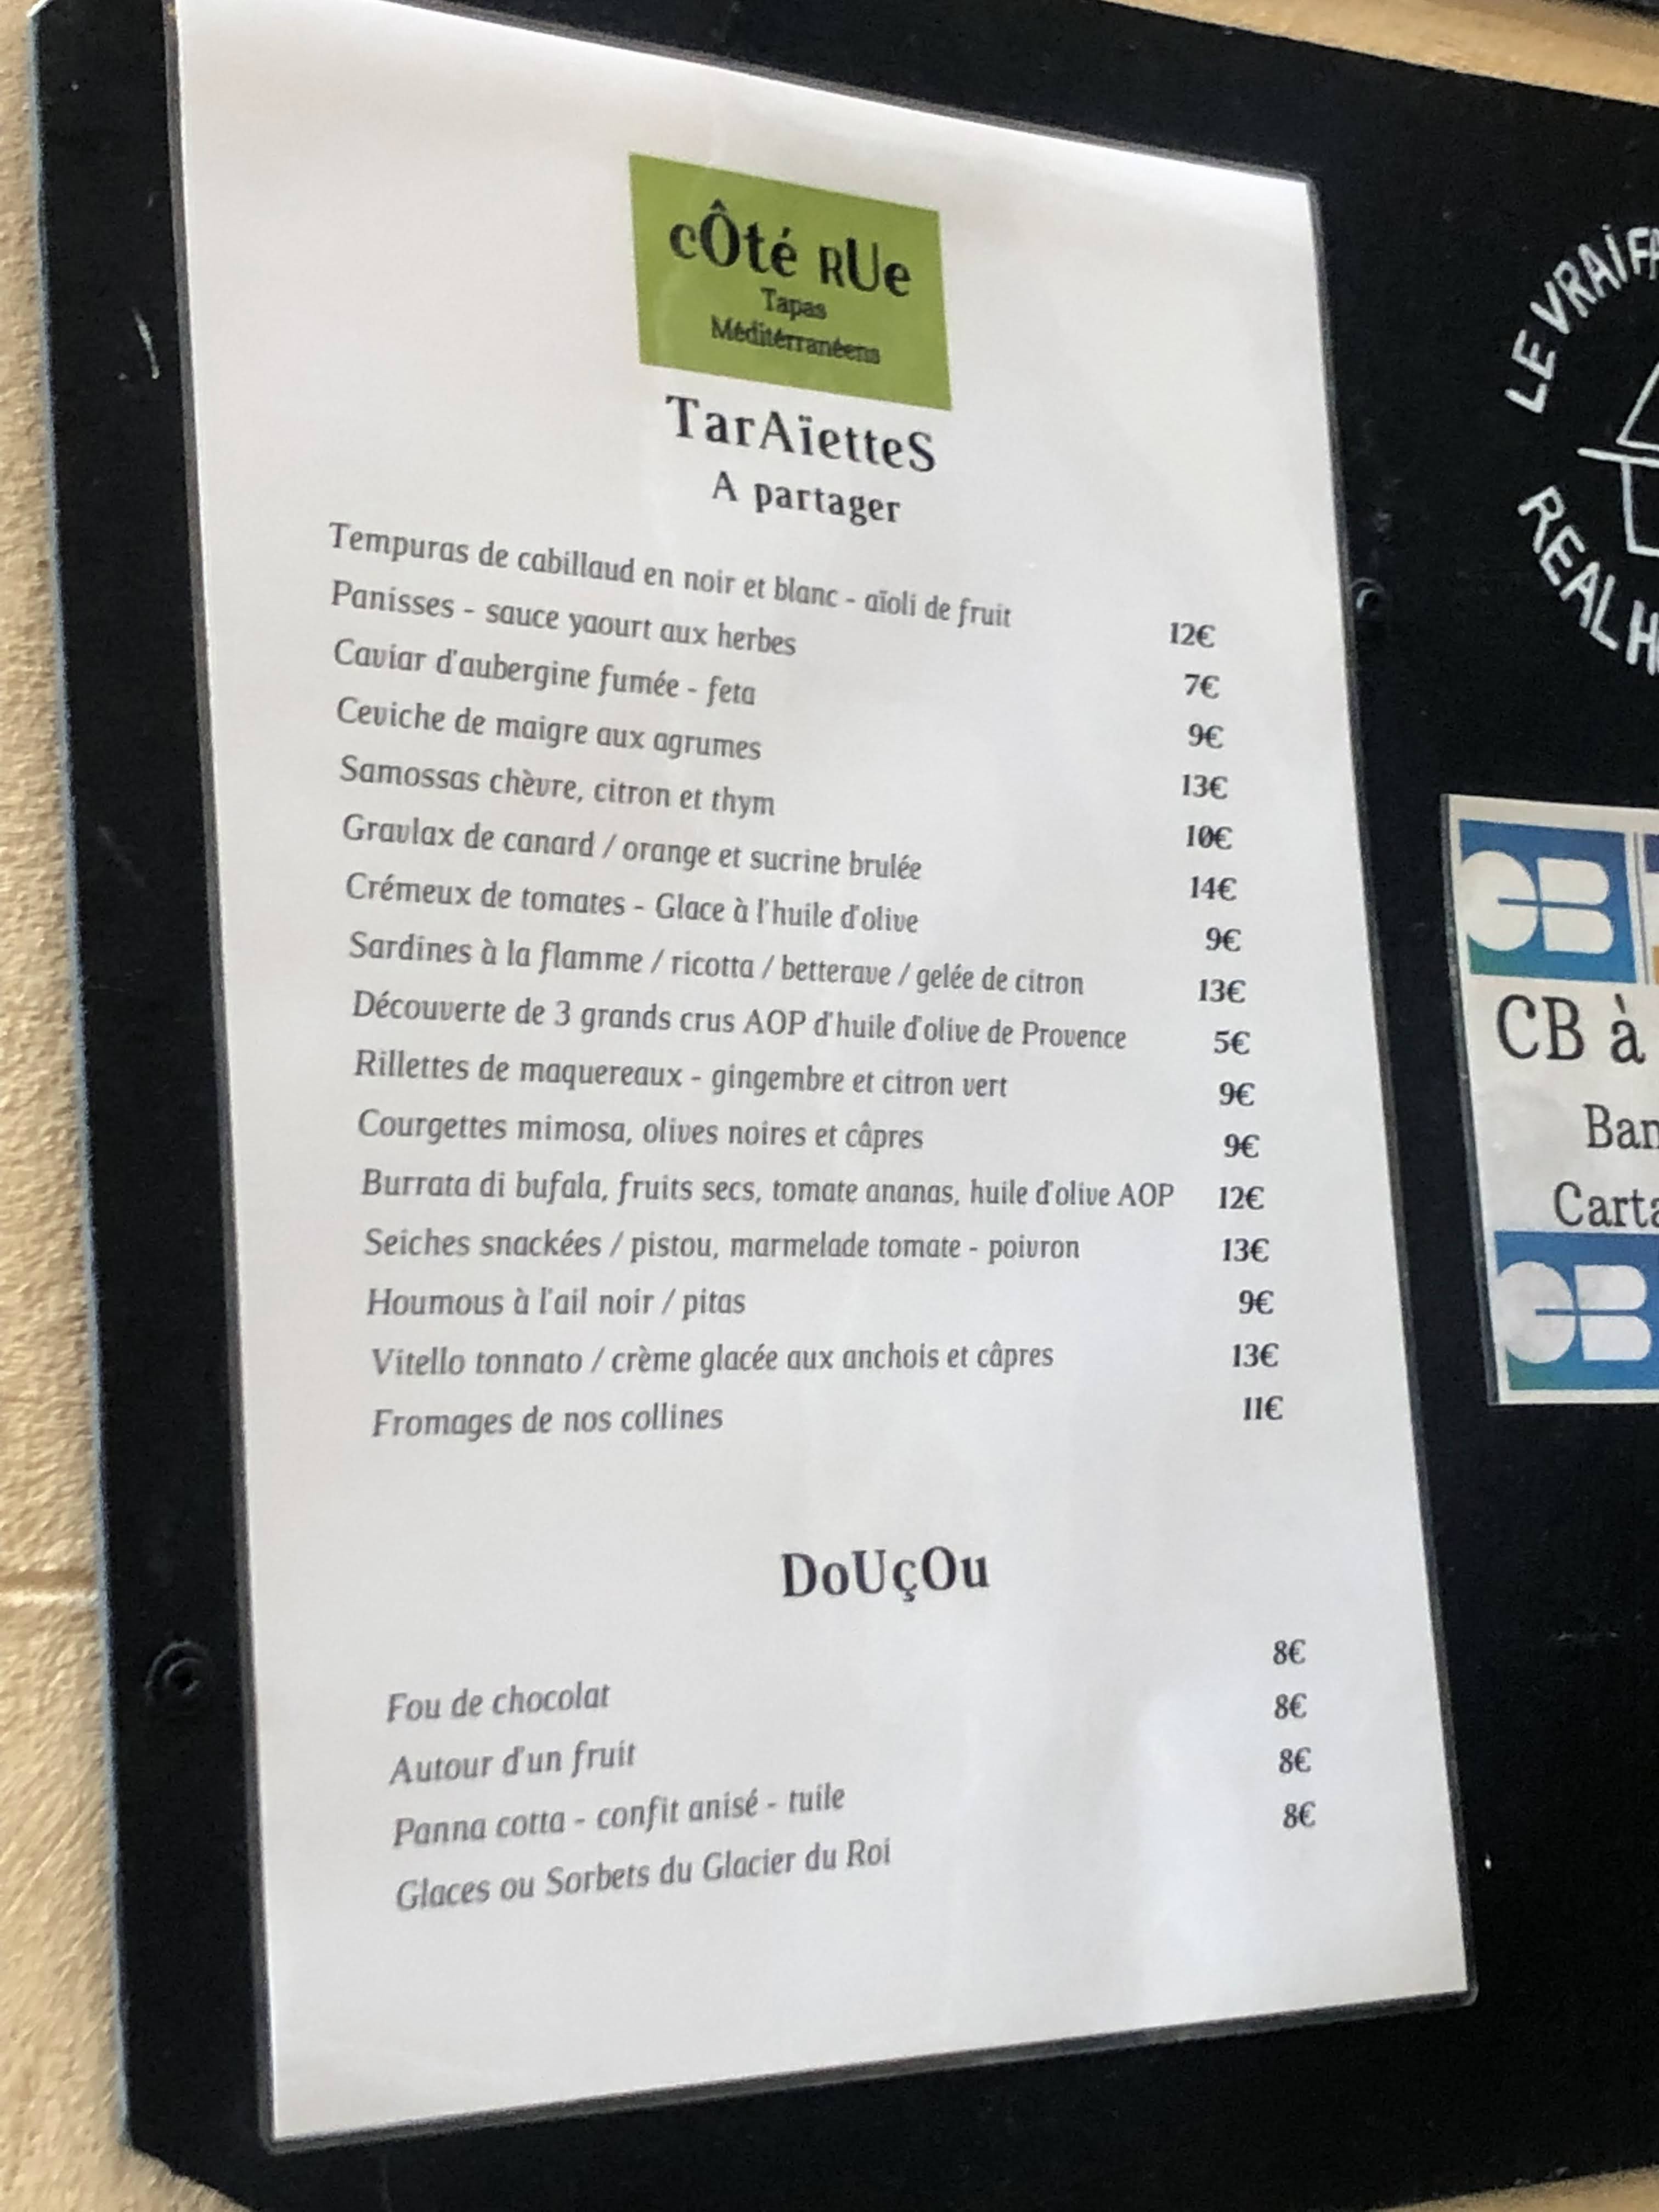 cÔté RUe
Tapas
Méditérranéens
TarAïetteS
A partager
Tempuras de cabillaud en noir et blanc - aïoli de fruit 12€
Panisses - sauce yaourt aux herbes 7€
Caviar d'aubergine fumée - feta 9€
Ceviche de maigre aux agrumes 13€
Samossas chèvre, citron et thym 10€
Gravlax de canard / orange et sucrine brulée 14€
Crémeux de tomates - Glace à l'huile d'olive 9€
Sardines à la flamme / ricotta / betterave / gelée de citron 13€
Découverte de 3 grands crus AOP d'huile d'olive de Provence 5€
Rillettes de maquereaux - gingembre et citron vert 9€
Courgettes mimosa, olives noires et câpres 9€
Burrata di bufala, fruits secs, tomate ananas, huile d'olive AOP 12€
Seiches snackées / pistou, marmelade tomate - poivron 13€
Houmous à l'ail noir / pitas 9€
Vitello tonnato / crème glacée aux anchois et câpres 13€
Fromages de nos collines 11€
DoUçOu
Fou de chocolat 8€
Autour d'un fruit 8€
Panna cotta - confit anisé - tuile 8€
Glaces ou Sorbets du Glacier du Roi 8€
LE VRAI
REAL
CB
CB à
CB